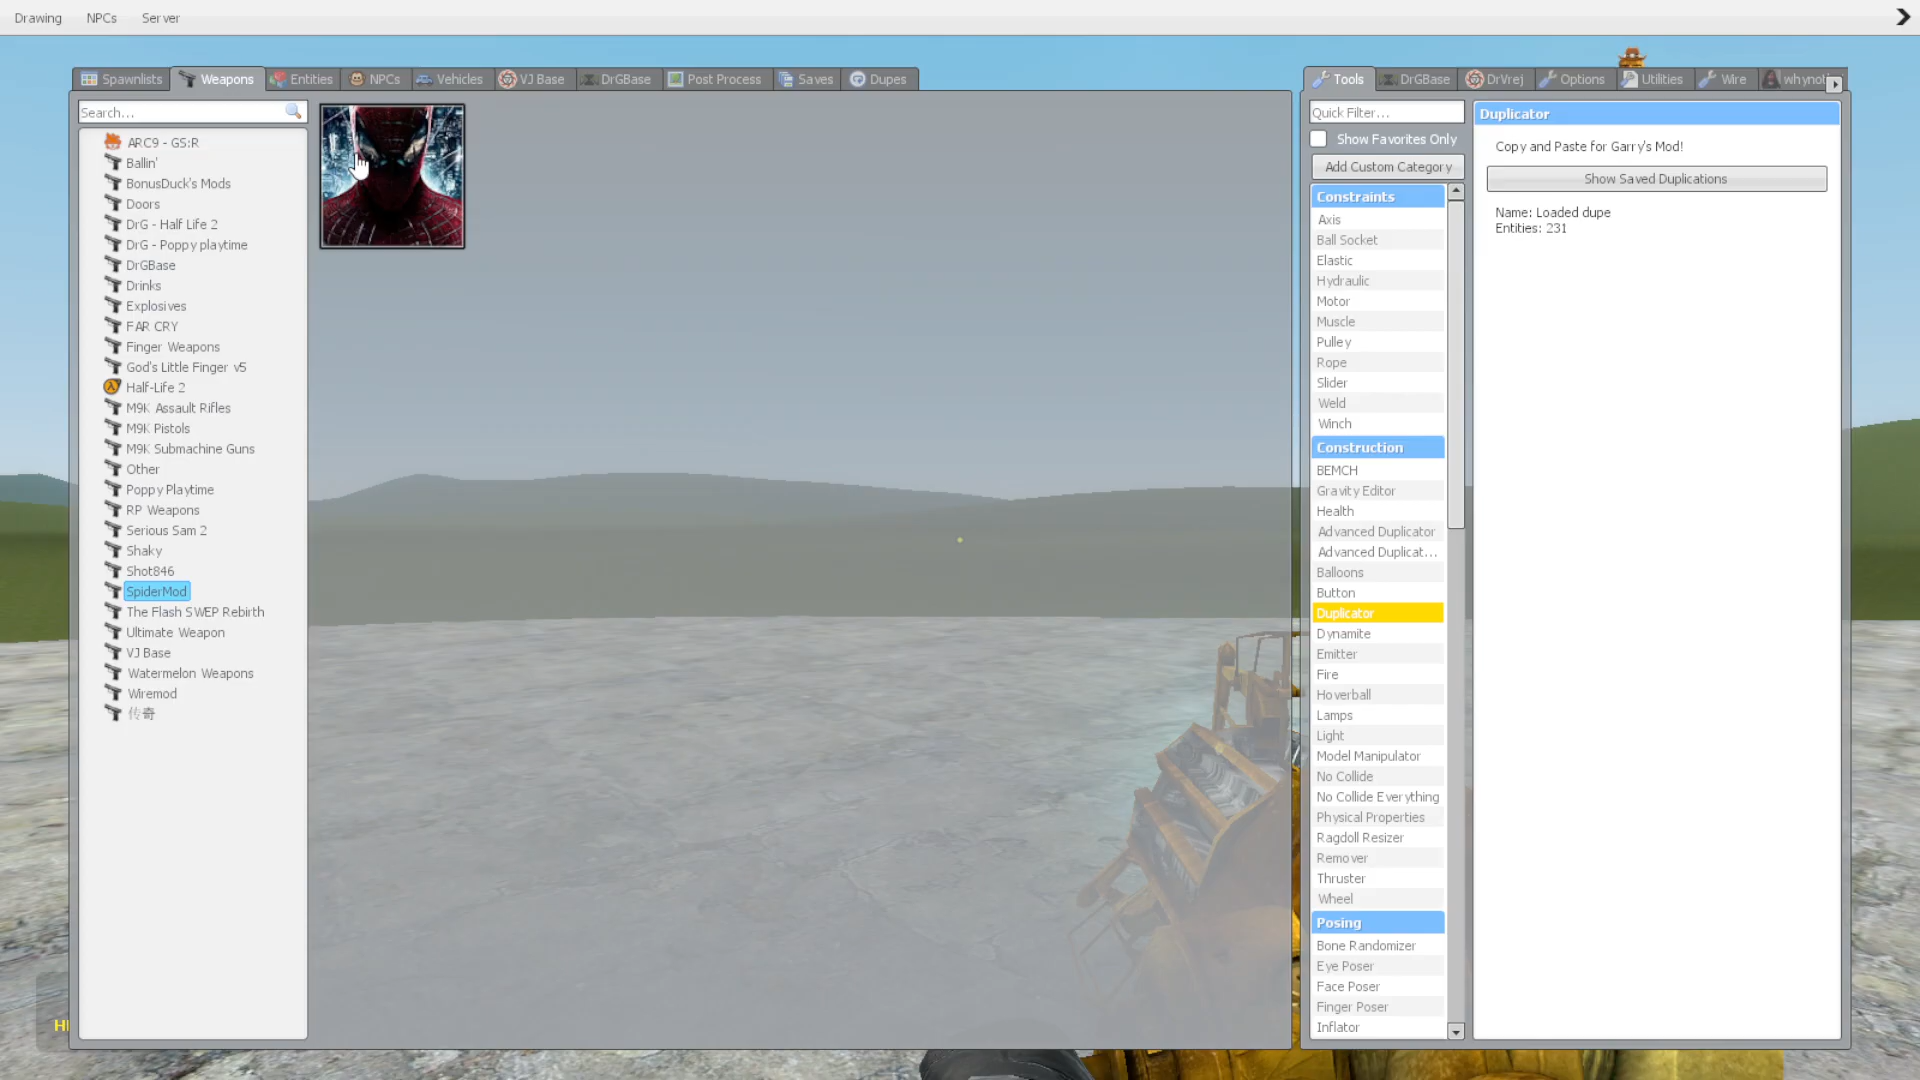 Drawing NPCs Server
Spawnlists Weapons Entities NPCs Vehicles VJ Base DrGBase Post Process Saves Dupes
Search...
ARC9 - GS:R
Ballin'
BonusDuck's Mods
Doors
DrG - Half Life 2
DrG - Poppy playtime
DrGBase
Drinks
Explosives
FAR CRY
Finger Weapons
God's Little Finger v5
Half-Life 2
M9K Assault Rifles
M9K Pistols
M9K Submachine Guns
Other
Poppy Playtime
RP Weapons
Serious Sam 2
Shaky
Shot846
SpiderMod
The Flash SWEP Rebirth
Ultimate Weapon
VJ Base
Watermelon Weapons
Wiremod
传奇
Tools DrGBase DrVrej Options Utilities Wire
Quick Filter...
Show Favorites Only
Add Custom Category
Constraints
Axis
Ball Socket
Elastic
Hydraulic
Motor
Muscle
Pulley
Rope
Slider
Weld
Winch
Construction
BEMCH
Gravity Editor
Health
Advanced Duplicator
Advanced Duplicat...
Balloons
Button
Duplicator
Dynamite
Emitter
Fire
Hoverball
Lamps
Light
Model Manipulator
No Collide
No Collide Everything
Physical Properties
Ragdoll Resizer
Remover
Thruster
Wheel
Posing
Bone Randomizer
Eye Poser
Face Poser
Finger Poser
Inflator
Duplicator
Copy and Paste for Garry's Mod!
Show Saved Duplications
Name: Loaded dupe
Entities: 231